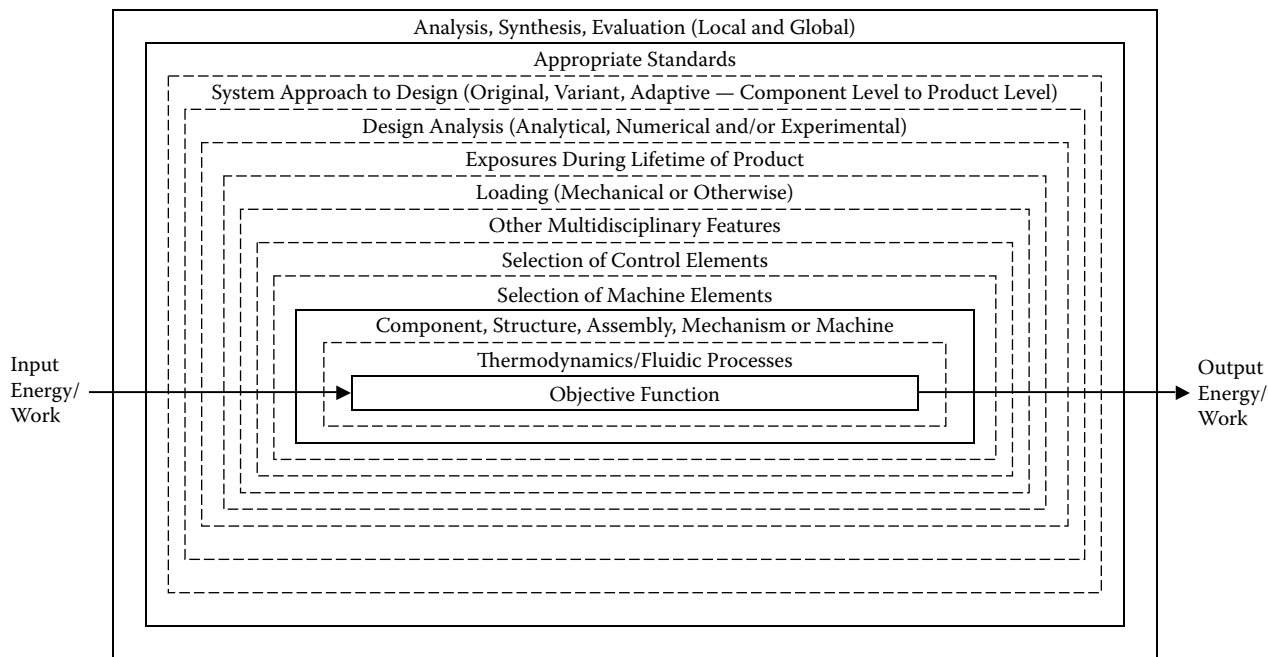 Analysis, Synthesis, Evaluation (Local and Global)
Appropriate Standards
System Approach to Design (Original, Variant, Adaptive — Component Level to Product Level)
Design Analysis (Analytical, Numerical and/or Experimental)
Exposures During Lifetime of Product
Loading (Mechanical or Otherwise)
Other Multidisciplinary Features
Selection of Control Elements
Selection of Machine Elements
Component, Structure, Assembly, Mechanism or Machine
Thermodynamics/Fluidic Processes
Objective Function
Input
Energy/
Work
Output
Energy/
Work